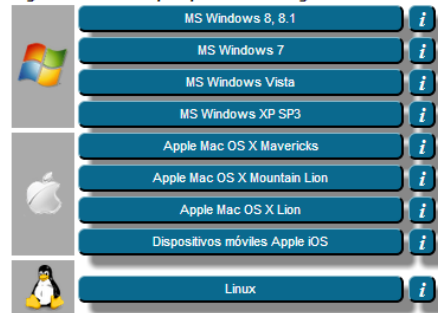 MS Windows 8, 8.1 i
MS Windows 7 i
MS Windows Vista i
MS Windows XP SP3 i
Apple Mac OS X Mavericks i
Apple Mac OS X Mountain Lion i
Apple Mac OS X Lion i
Dispositivos móviles Apple iOS i
Linux i